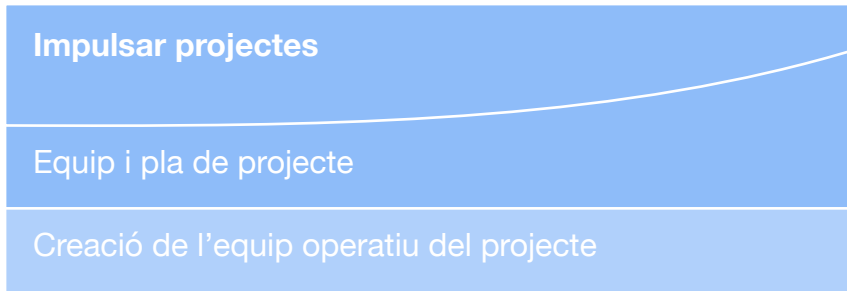 Impulsar projectes
Equip i pla de projecte
Creació de l’equip operatiu del projecte